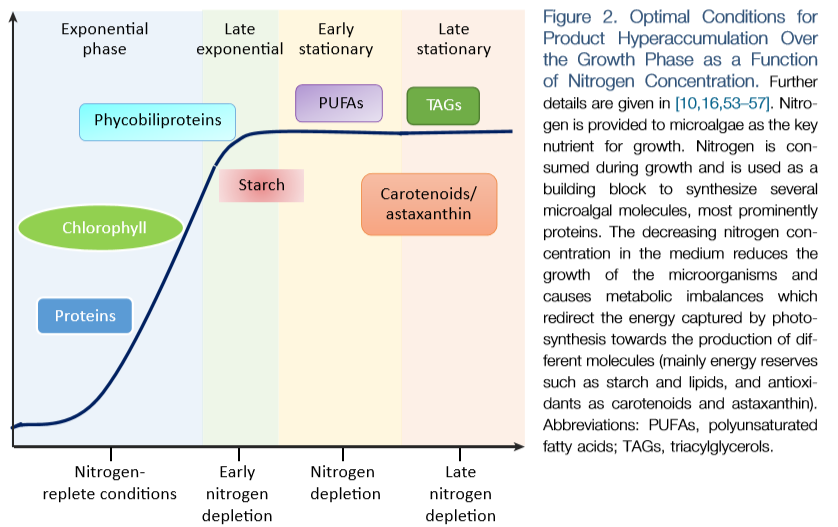 Exponential
phase
Late
exponential
Early
stationary
Late
stationary
Phycobiliproteins
PUFAs
TAGs
Starch
Carotenoids/
astaxanthin
Chlorophyll
Proteins
Nitrogen-
replete conditions
Early
nitrogen
depletion
Nitrogen
depletion
Late
nitrogen
depletion
Figure 2. Optimal Conditions for
Product Hyperaccumulation Over
the Growth Phase as a Function
of Nitrogen Concentration. Further
details are given in [10,16,53–57]. Nitro-
gen is provided to microalgae as the key
nutrient for growth. Nitrogen is con-
sumed during growth and is used as a
building block to synthesize several
microalgal molecules, most prominently
proteins. The decreasing nitrogen con-
centration in the medium reduces the
growth of the microorganisms and
causes metabolic imbalances which
redirect the energy captured by photo-
synthesis towards the production of dif-
ferent molecules (mainly energy reserves
such as starch and lipids, and antioxi-
dants as carotenoids and astaxanthin).
Abbreviations: PUFAs, polyunsaturated
fatty acids; TAGs, triacylglycerols.